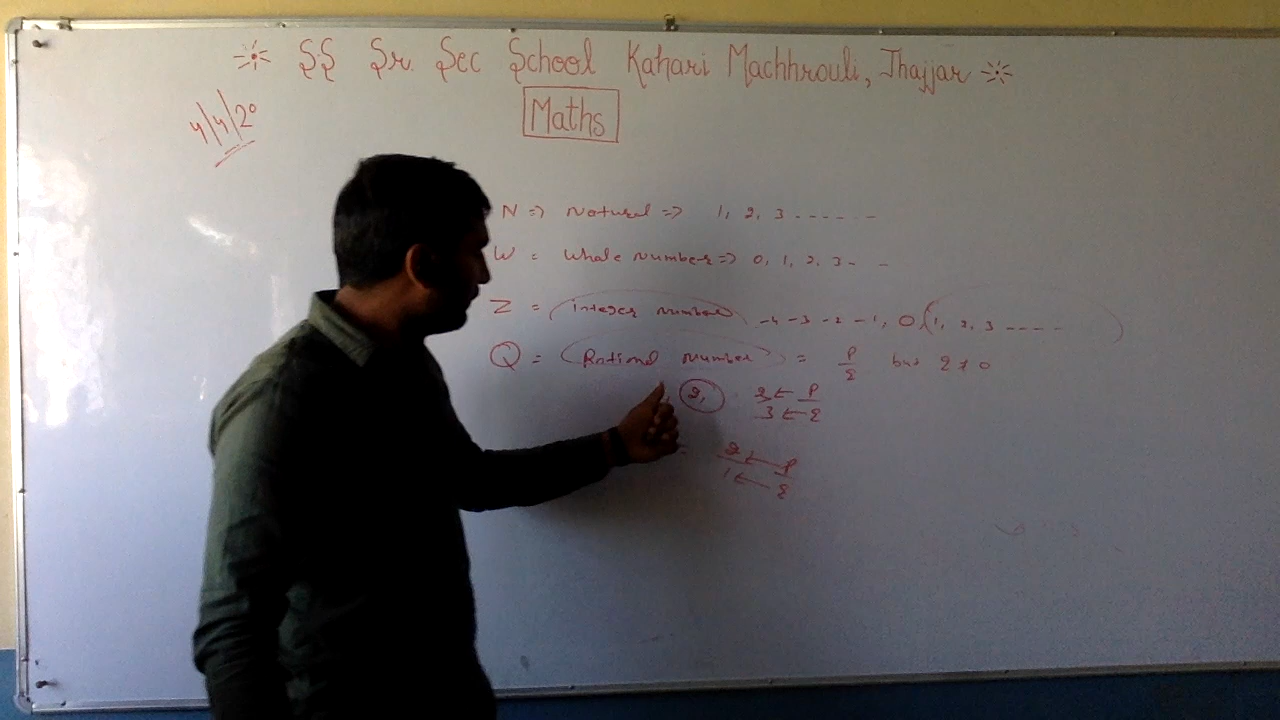 SS Sr. Sec School Kahari Machhrouli, Jhajjar
4/4/20
Maths
N => Natural => 1, 2, 3 ------
W = Whole Number => 0, 1, 2, 3- -
Z = Integer number -4 -3 -2 -1, 0, (1, 2, 3 ----)
Q = (Rational Number) = p/q but q ≠ 0
2, 2 ← p
3 ← q
= 2 ← p
1 ← q